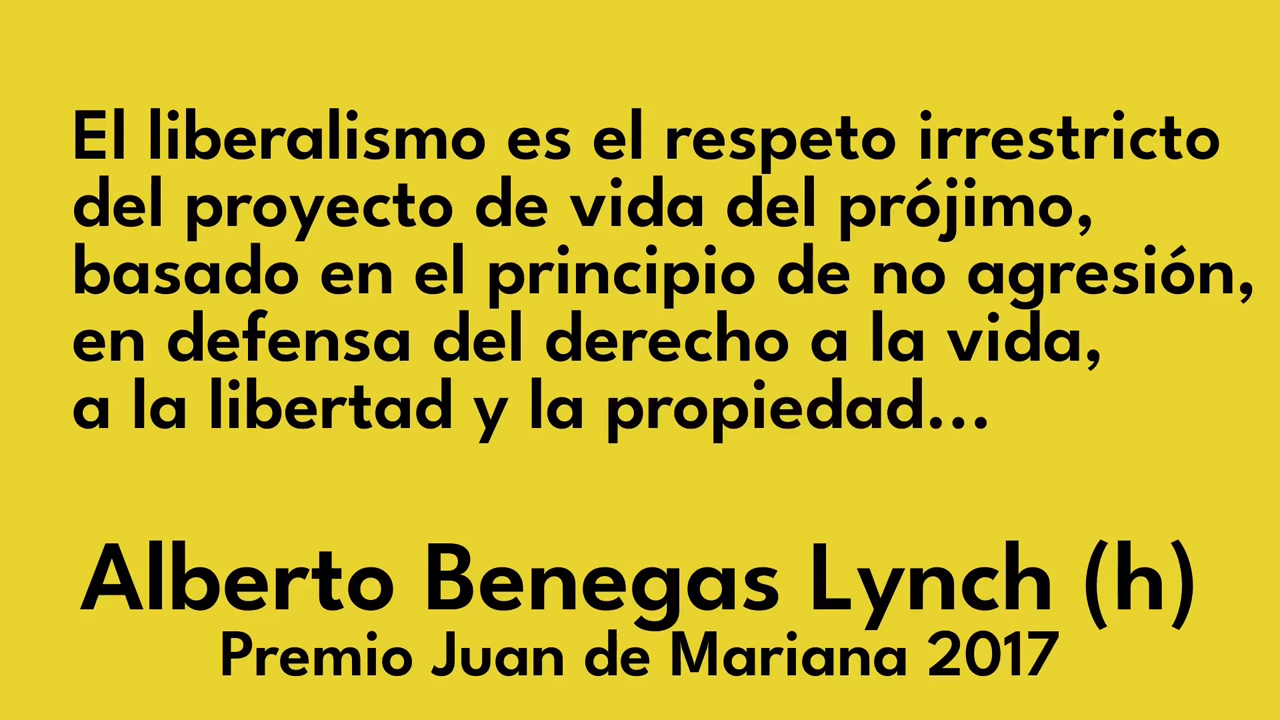 El liberalismo es el respeto irrestricto
del proyecto de vida del prójimo,
basado en el principio de no agresión,
en defensa del derecho a la vida,
a la libertad y la propiedad...
Alberto Benegas Lynch (h)
Premio Juan de Mariana 2017